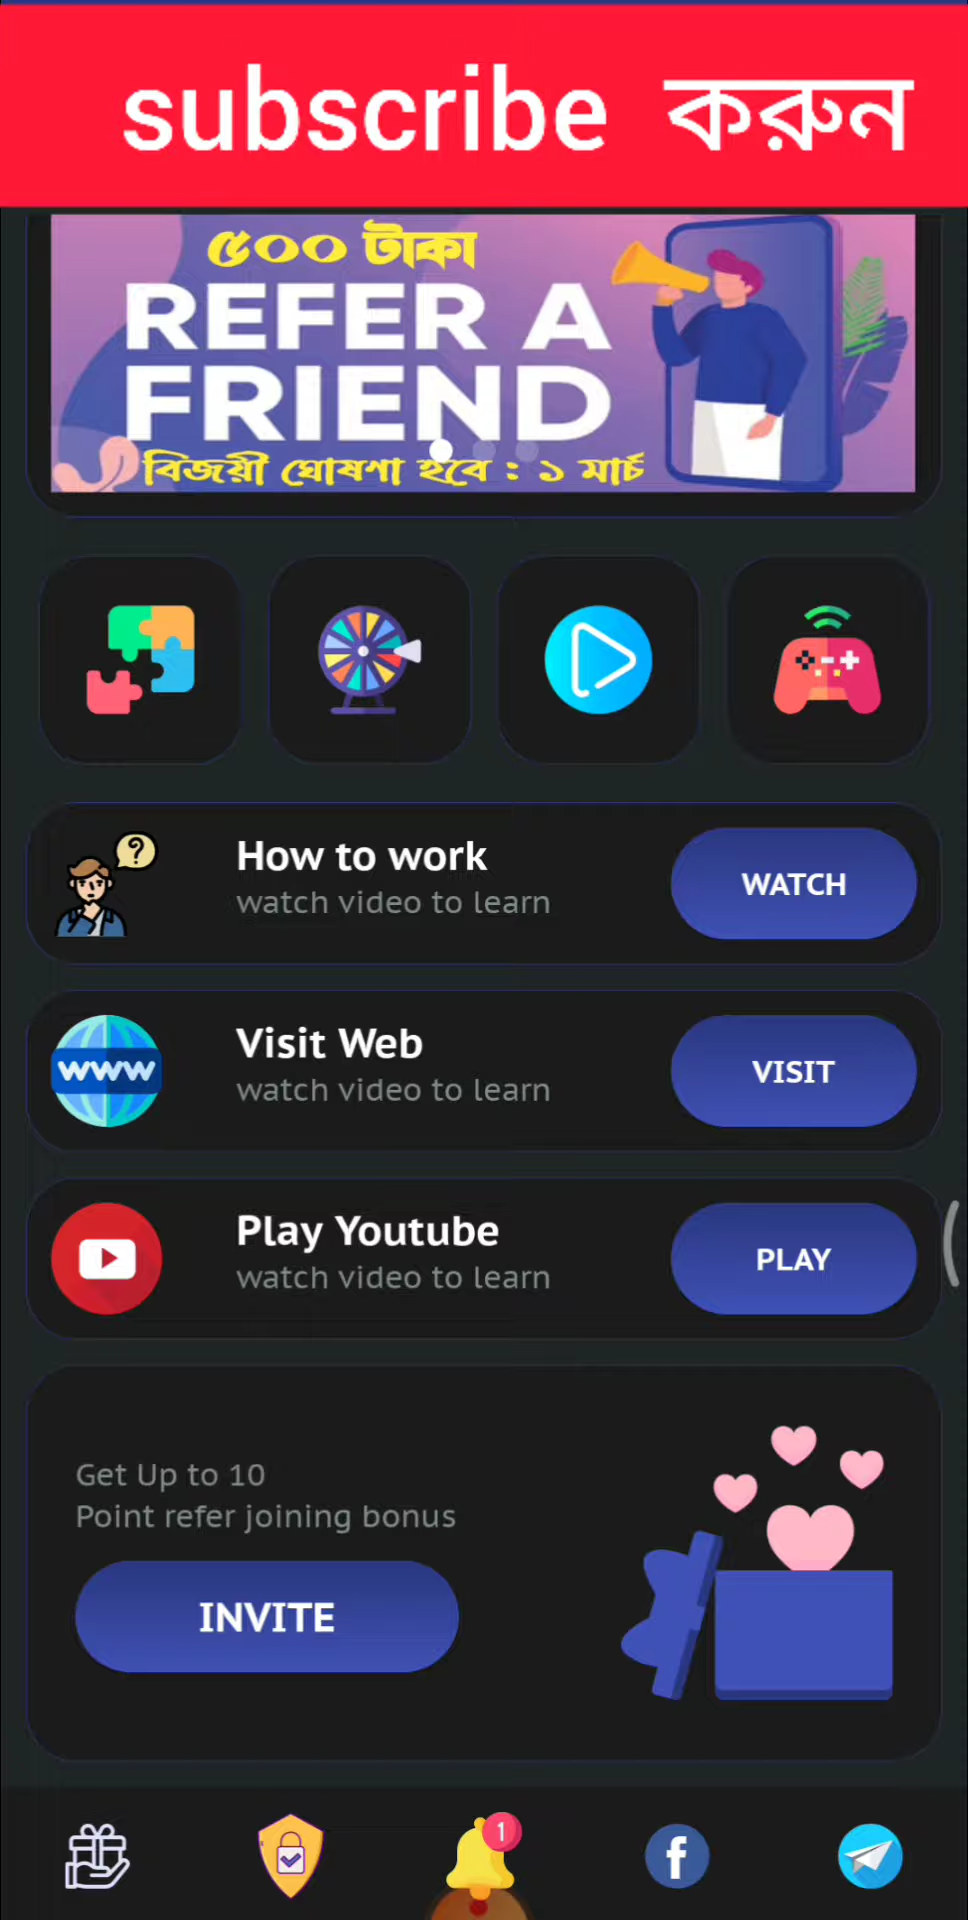 subscribe করুন
৫০০ টাকা
REFER A
FRIEND
বিজয়ী ঘোষণা হবে : ১ মার্চ
How to work
watch video to learn
WATCH
www
Visit Web
watch video to learn
VISIT
Play Youtube
watch video to learn
PLAY
Get Up to 10
Point refer joining bonus
INVITE
1